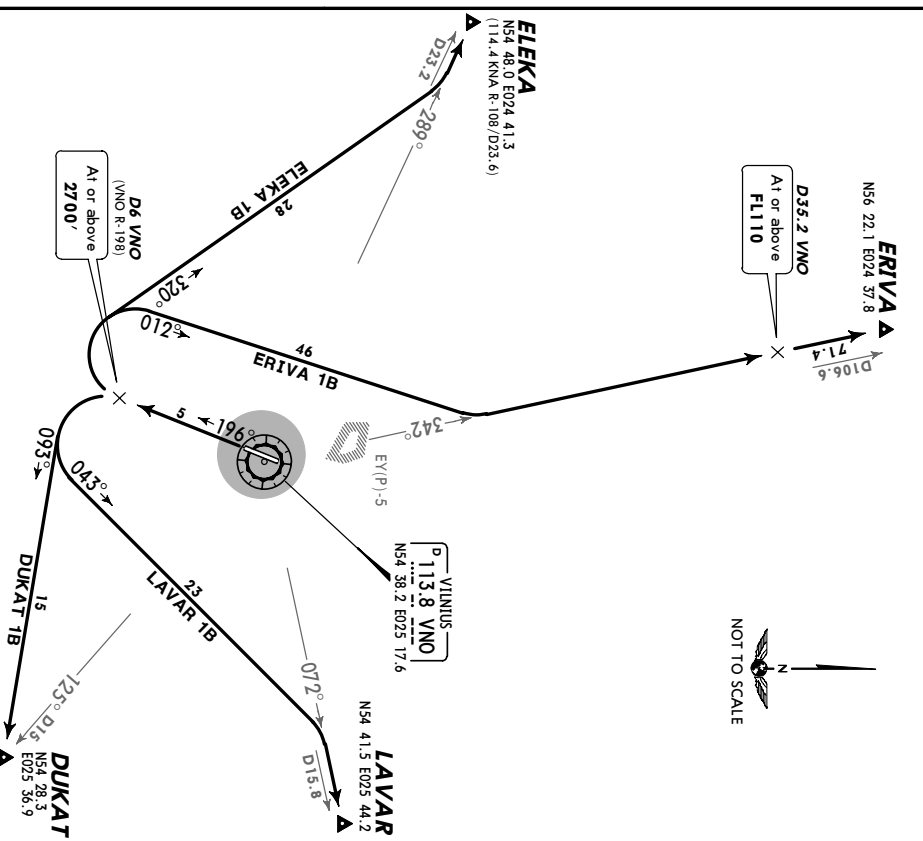 ERIVA
N56 22.1 E024 37.8
71.4
D106.6
D35.2 VNO
At or above
FL110
ELEKA
N54 48.0 E024 41.3
(114.4 KNA R-108/D23.6)
D23.2
289°
ELEKA 1B
28
320°
012°
46
ERIVA 1B
342°
EY(P)-5
D6 VNO
(VNO R-198)
At or above
2700'
5
196°
VILNIUS
D 113.8 VNO
N54 38.2 E025 17.6
093°
043°
23
LAVAR 1B
15
DUKAT 1B
072°
D15.8
LAVAR
N54 41.5 E025 44.2
125° D15
DUKAT
N54 28.3
E025 36.9
N
NOT TO SCALE